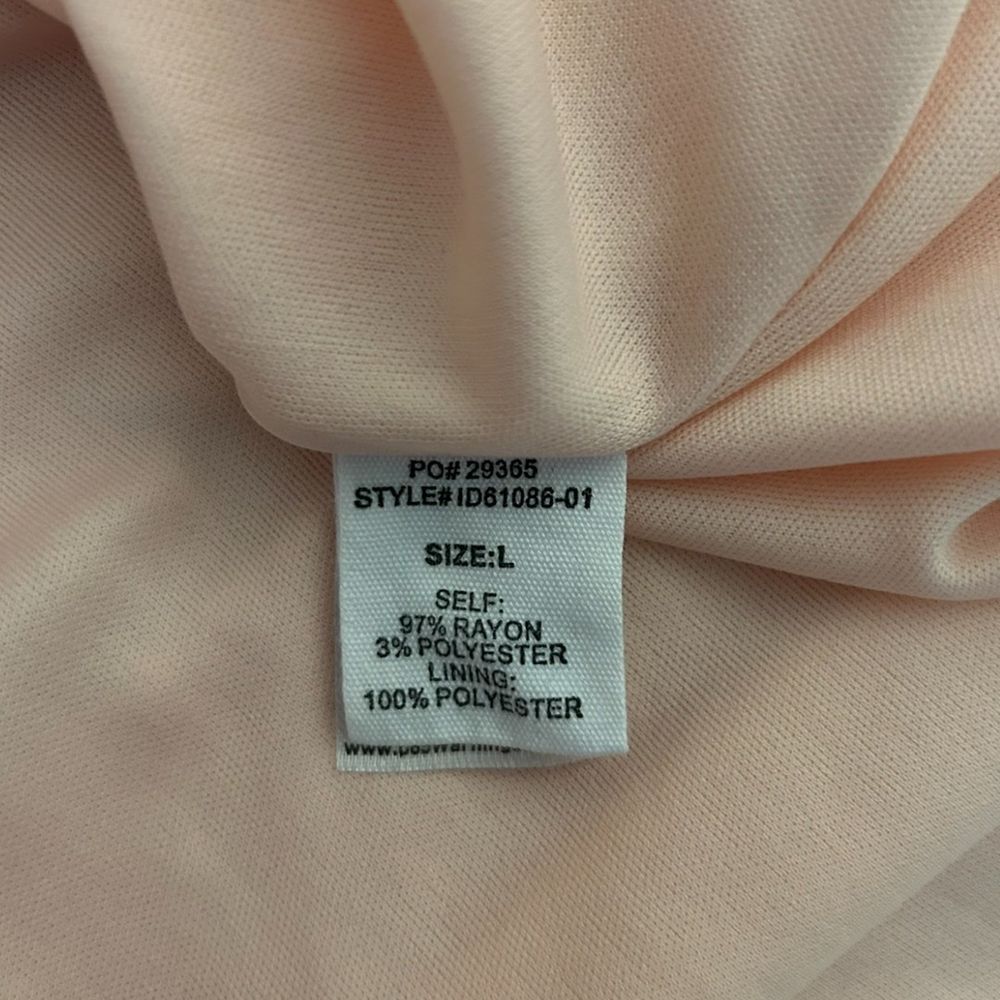 PO# 29365
STYLE# ID61086-01
SIZE:L
SELF:
97% RAYON
3% POLYESTER
LINING:
100% POLYESTER